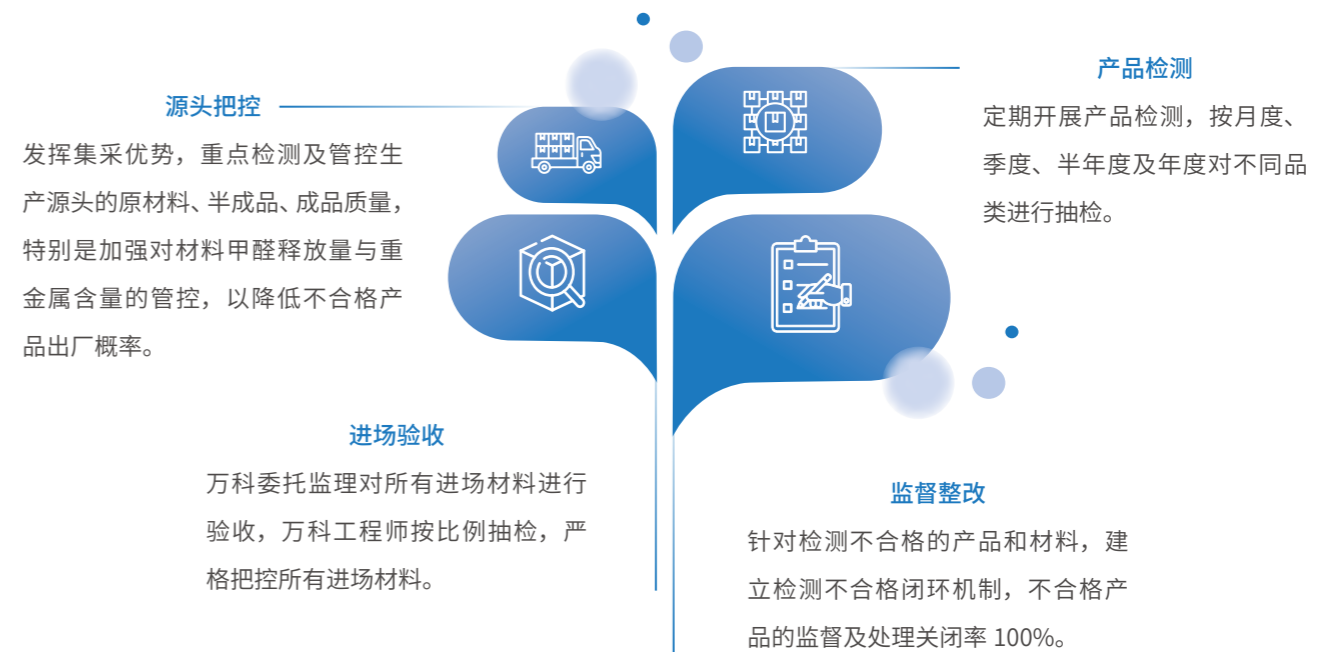 源头把控
发挥集采优势，重点检测及管控生
产源头的原材料、半成品、成品质量，
特别是加强对材料甲醛释放量与重
金属含量的管控，以降低不合格产
品出厂概率。
产品检测
定期开展产品检测，按月度、
季度、半年度及年度对不同品
类进行抽检。
进场验收
万科委托监理对所有进场材料进行
验收，万科工程师按比例抽检，严
格把控所有进场材料。
监督整改
针对检测不合格的产品和材料，建
立检测不合格闭环机制，不合格产
品的监督及处理关闭率 100%。